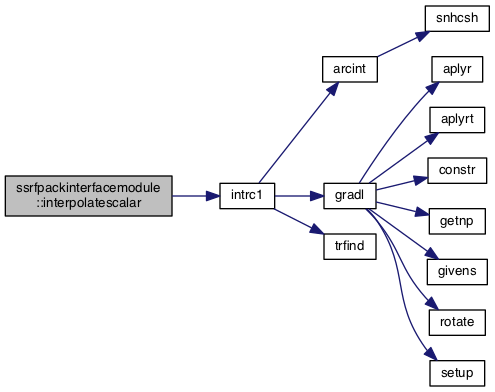 ssrfpackinterfacemodule
::interpolatescalar
intrc1
arcint
gradl
trfind
snhcsh
aplyr
aplyrt
constr
getnp
givens
rotate
setup